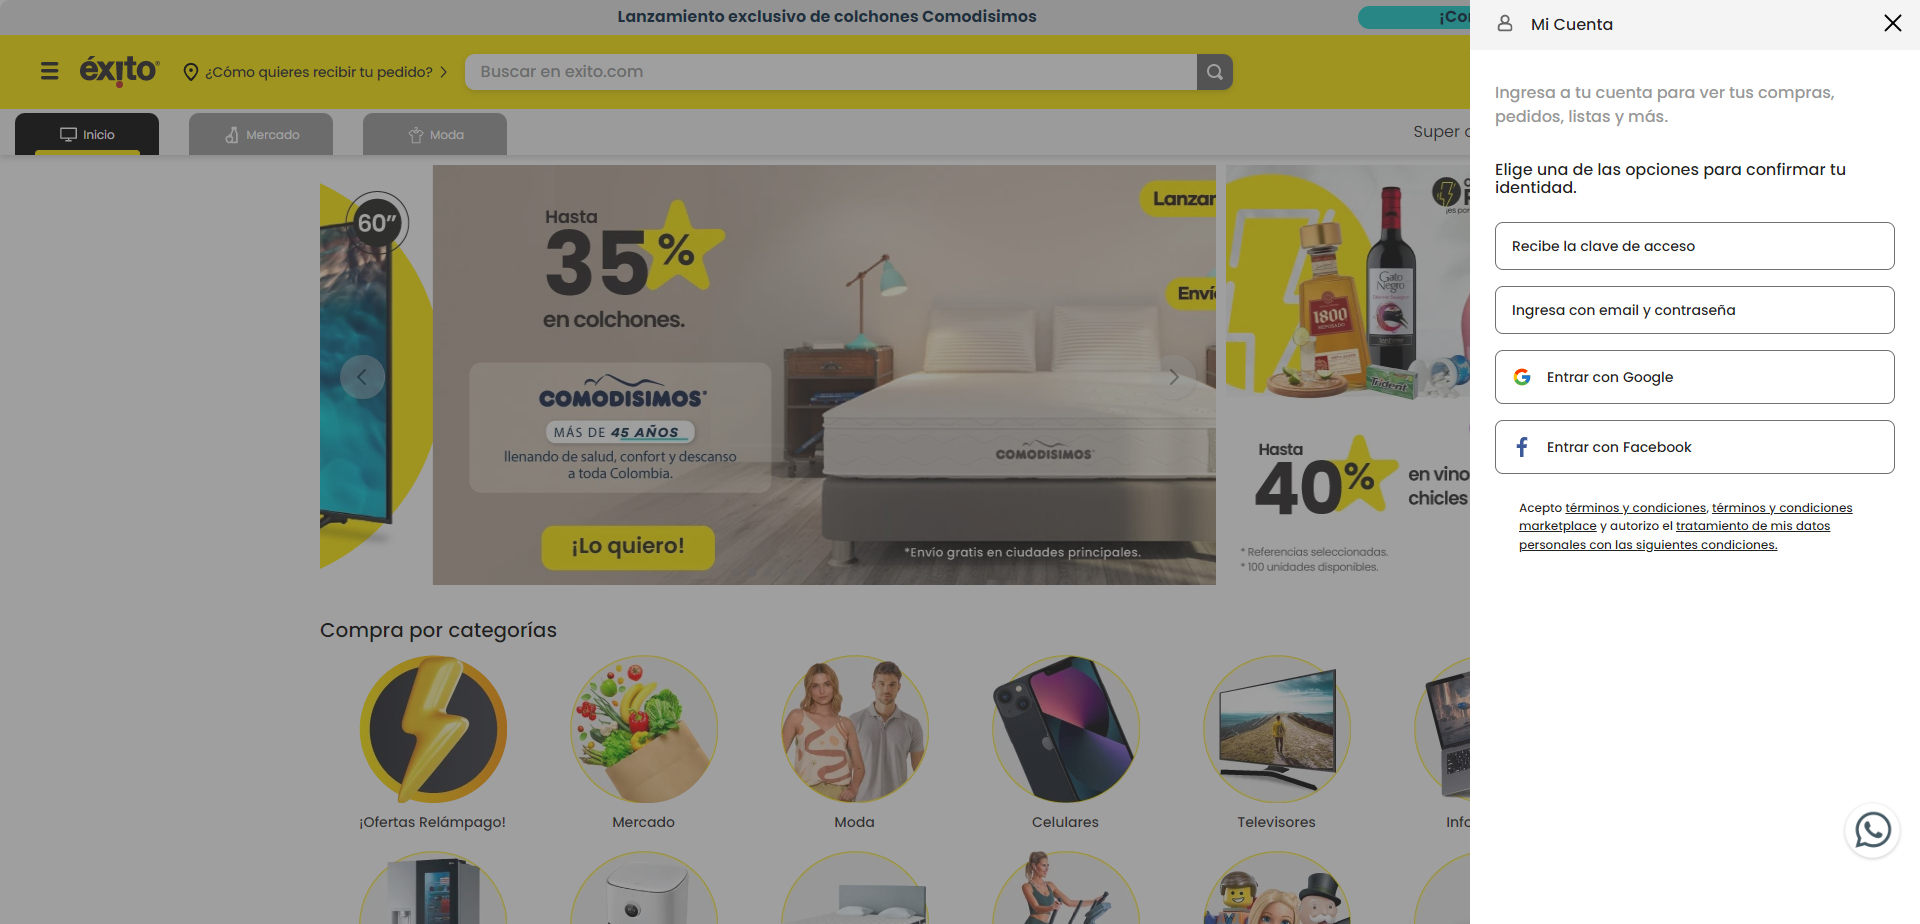 Lanzamiento exclusivo de colchones Comodisimos
Mi Cuenta
éxito
¿Cómo quieres recibir tu pedido?
Buscar en exito.com
Inicio
Mercado
Moda
Super
60”
Hasta
35%
en colchones.
COMODISIMOS
MÁS DE 45 AÑOS
llenando de salud, confort y descanso
a toda Colombia.
¡Lo quiero!
COMODISIMOS
*Envío gratis en ciudades principales.
Gato
Negro
1800
Trident
Hasta
40%
en vino
chicles
* Referencias seleccionadas.
* 100 unidades disponibles.
Ingresa a tu cuenta para ver tus compras,
pedidos, listas y más.
Elige una de las opciones para confirmar tu
identidad.
Recibe la clave de acceso
Ingresa con email y contraseña
Entrar con Google
Entrar con Facebook
Acepto términos y condiciones, términos y condiciones
marketplace y autorizo el tratamiento de mis datos
personales con las siguientes condiciones.
Compra por categorías
¡Ofertas Relámpago!
Mercado
Moda
Celulares
Televisores